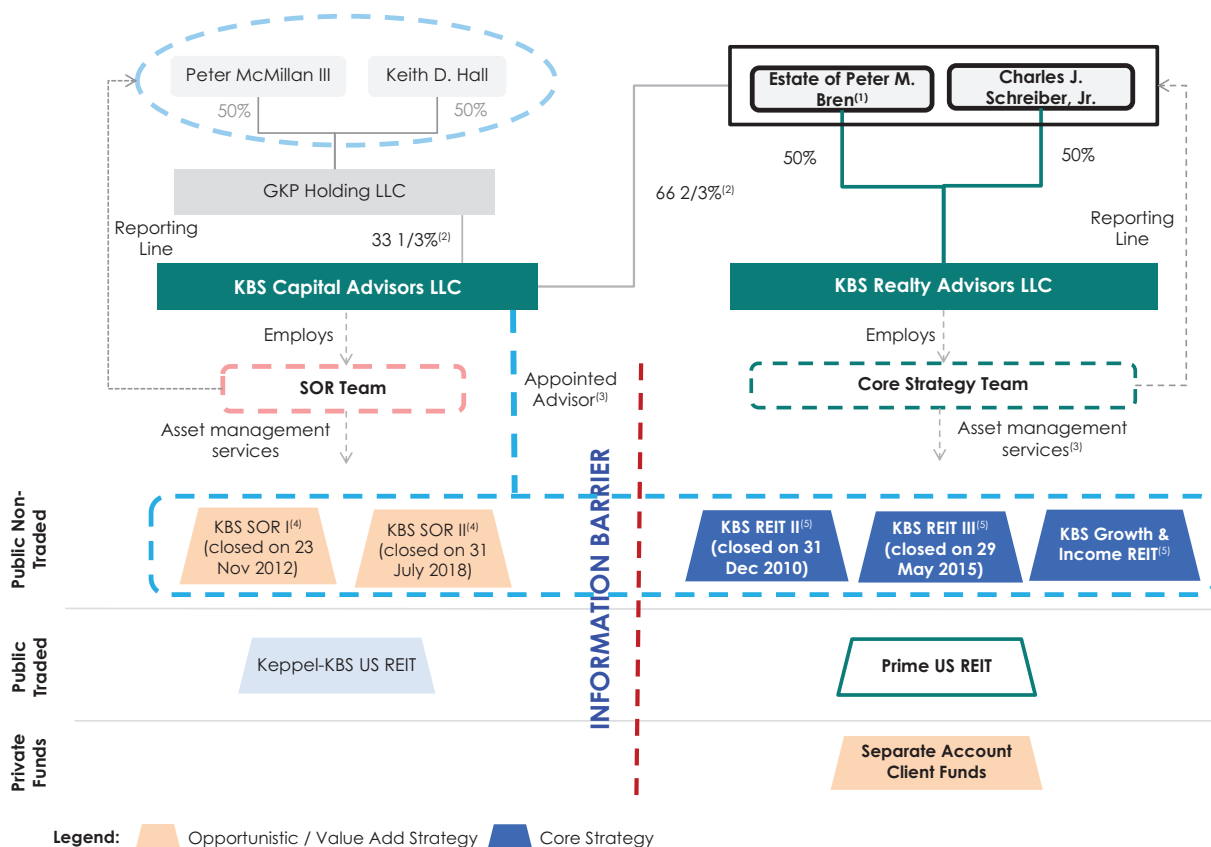 Peter McMillan III
Keith D. Hall
50%
50%
GKP Holding LLC
33 1/3%(2)
Reporting
Line
KBS Capital Advisors LLC
Employs
SOR Team
Asset management
services
Appointed
Advisor(3)
Estate of Peter M.
Bren(1)
Charles J.
Schreiber, Jr.
50%
50%
66 2/3%(2)
Reporting
Line
KBS Realty Advisors LLC
Employs
Core Strategy Team
Asset management
services(3)
INFORMATION BARRIER
Public Non-
Traded
KBS SOR I(4)
(closed on 23
Nov 2012)
KBS SOR II(4)
(closed on 31
July 2018)
KBS REIT II(5)
(closed on 31
Dec 2010)
KBS REIT III(5)
(closed on 29
May 2015)
KBS Growth &
Income REIT(5)
Public
Traded
Keppel-KBS US REIT
Prime US REIT
Private
Funds
Separate Account
Client Funds
Legend:
Opportunistic / Value Add Strategy
Core Strategy